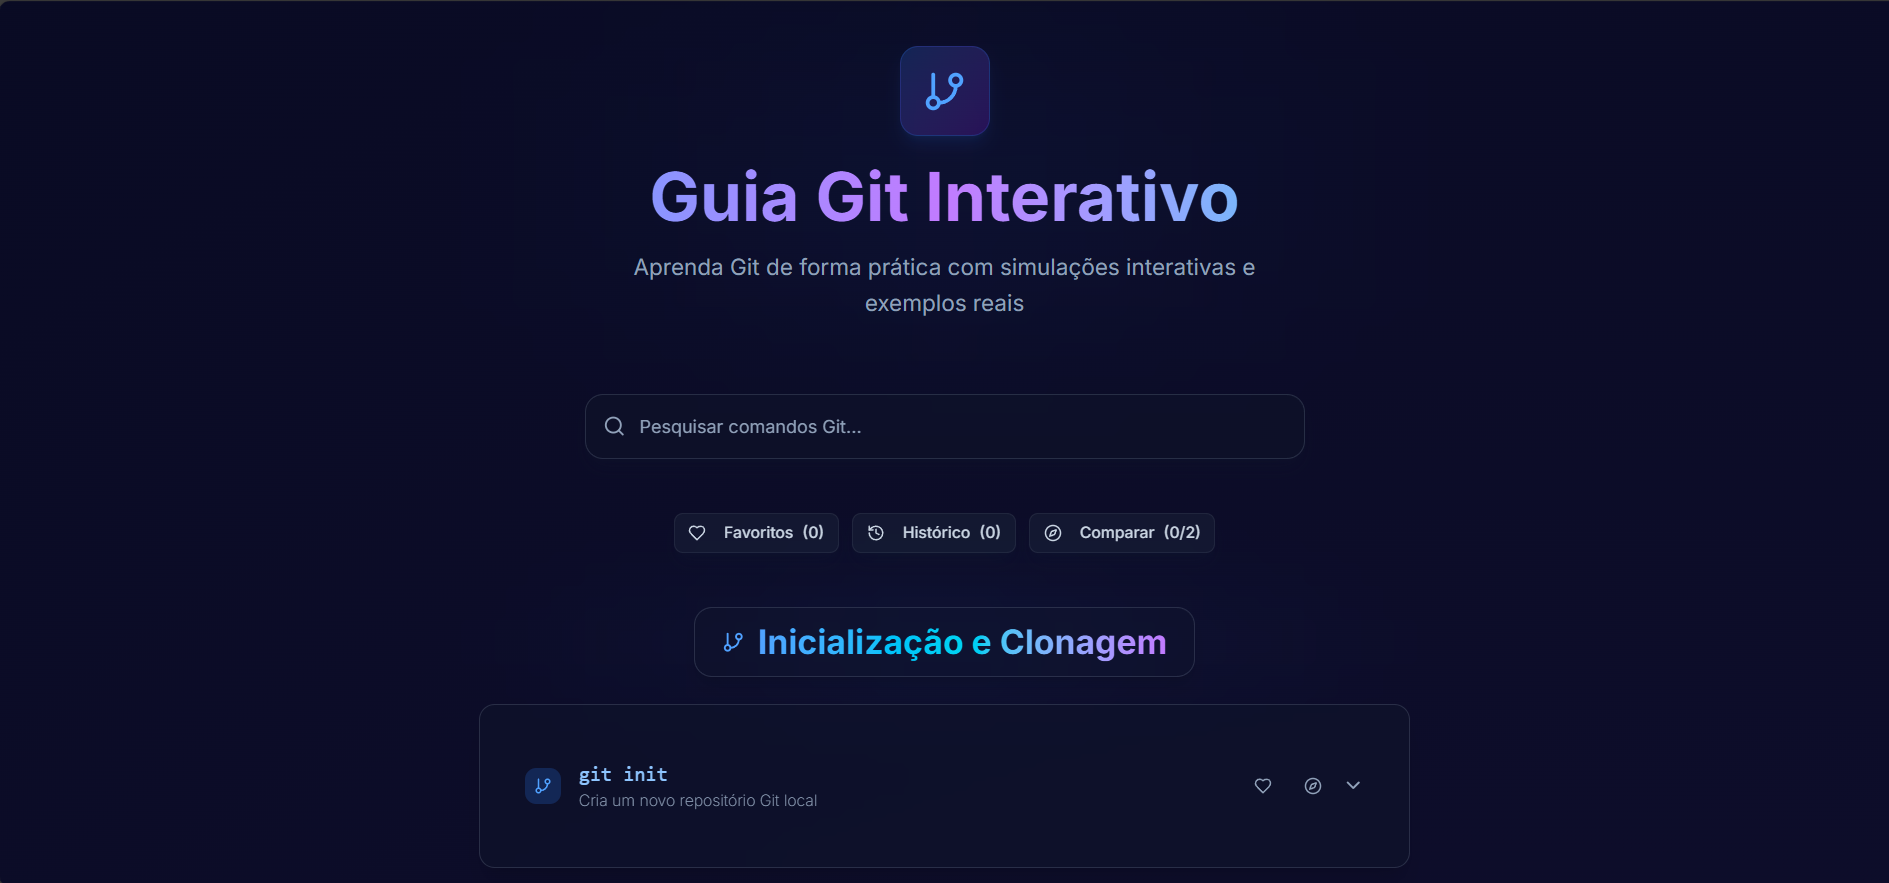 Guia Git Interativo
Aprenda Git de forma prática com simulações interativas e
exemplos reais
Pesquisar comandos Git...
Favoritos (0) Histórico (0) Comparar (0/2)
Inicialização e Clonagem
git init
Cria um novo repositório Git local